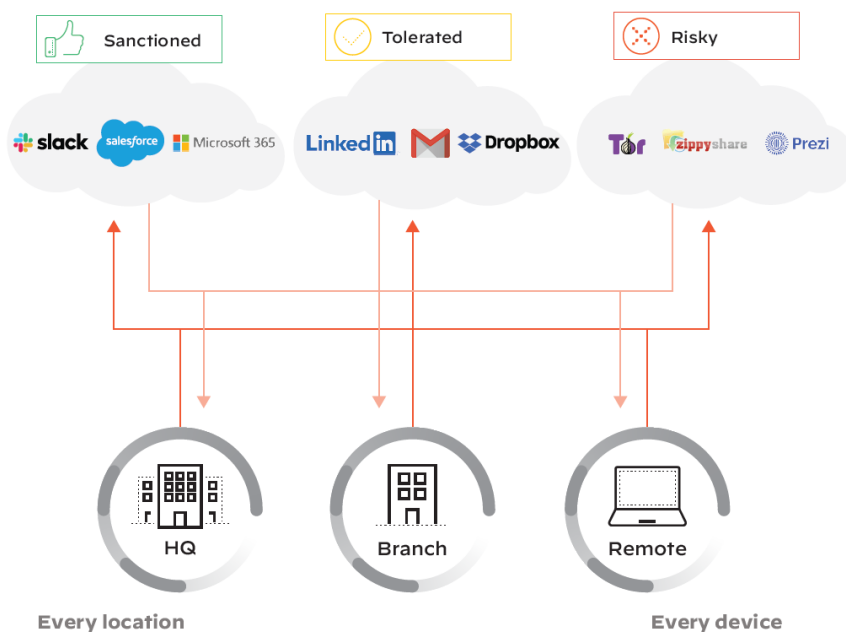 Sanctioned
Tolerated
Risky
slack
salesforce
Microsoft 365
LinkedIn
Dropbox
Tor
zippyshare
Prezi
HQ
Branch
Remote
Every location
Every device